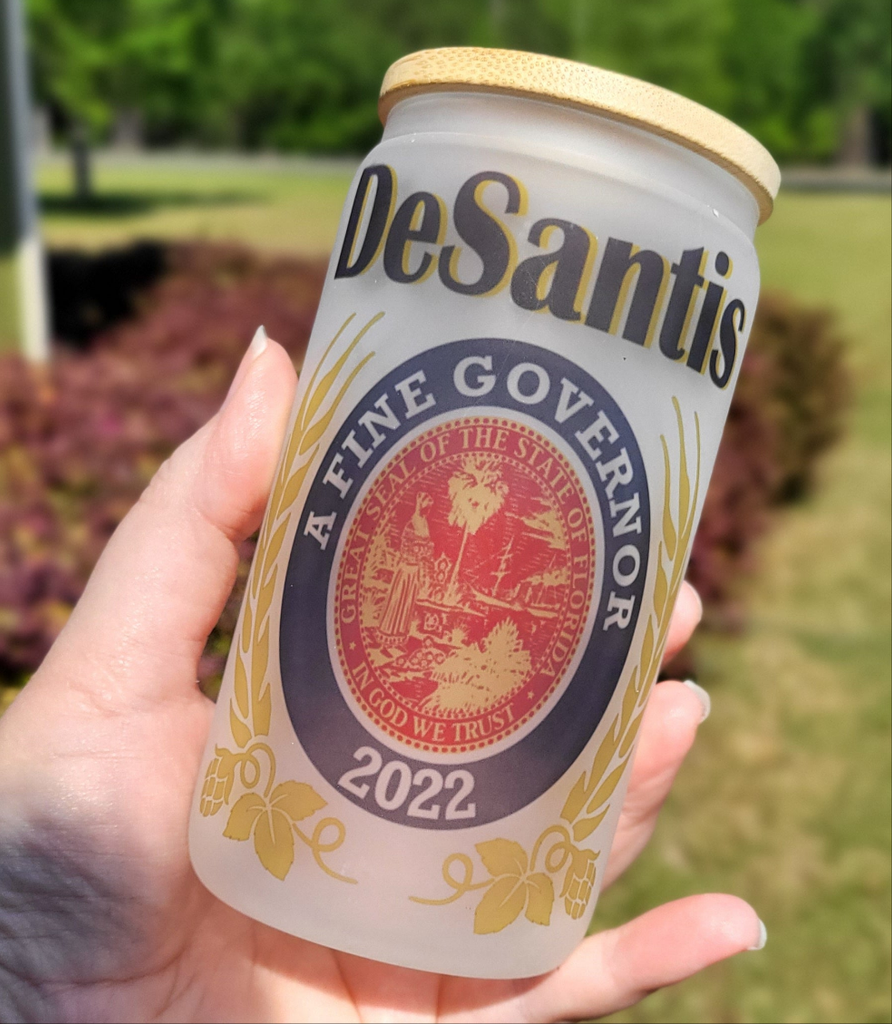 DeSantis
A FINE GOVERNOR
GREAT SEAL OF THE STATE OF FLORIDA
IN GOD WE TRUST
2022